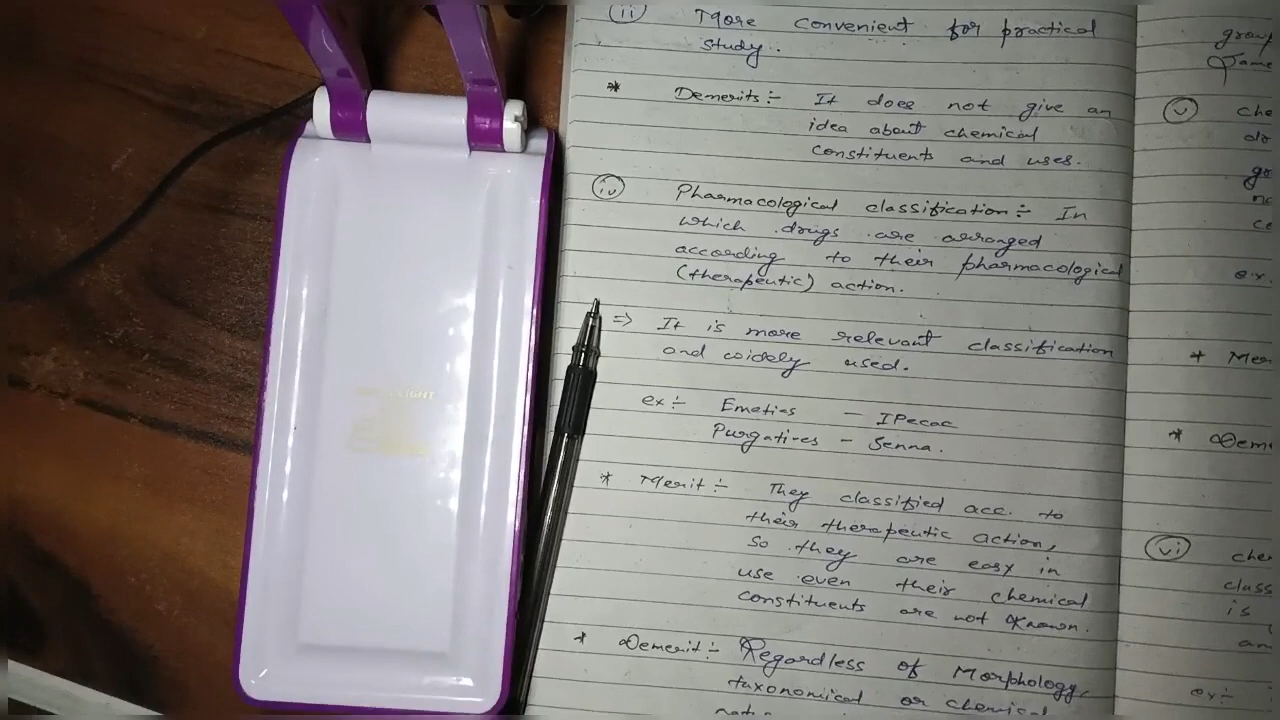 (ii) More convenient for practical
study.
* Demerits :- It does not give an
idea about chemical
constituents and uses.
(iv) Pharmacological classification :- In
which drugs are arranged
according to their pharmacological
(therapeutic) action.
⇒ It is more relevant classification
and widely used.
ex :- Emetics — IPecac
Purgatives — Senna.
* Merit :- They classified acc. to
their therapeutic action,
so they are easy in
use even their chemical
constituents are not known.
* Demerit :- Regardless of Morphology,
taxonomical or chemical
(v)
* Mer
* Dem
(vi) che
class
is
an
ex :-